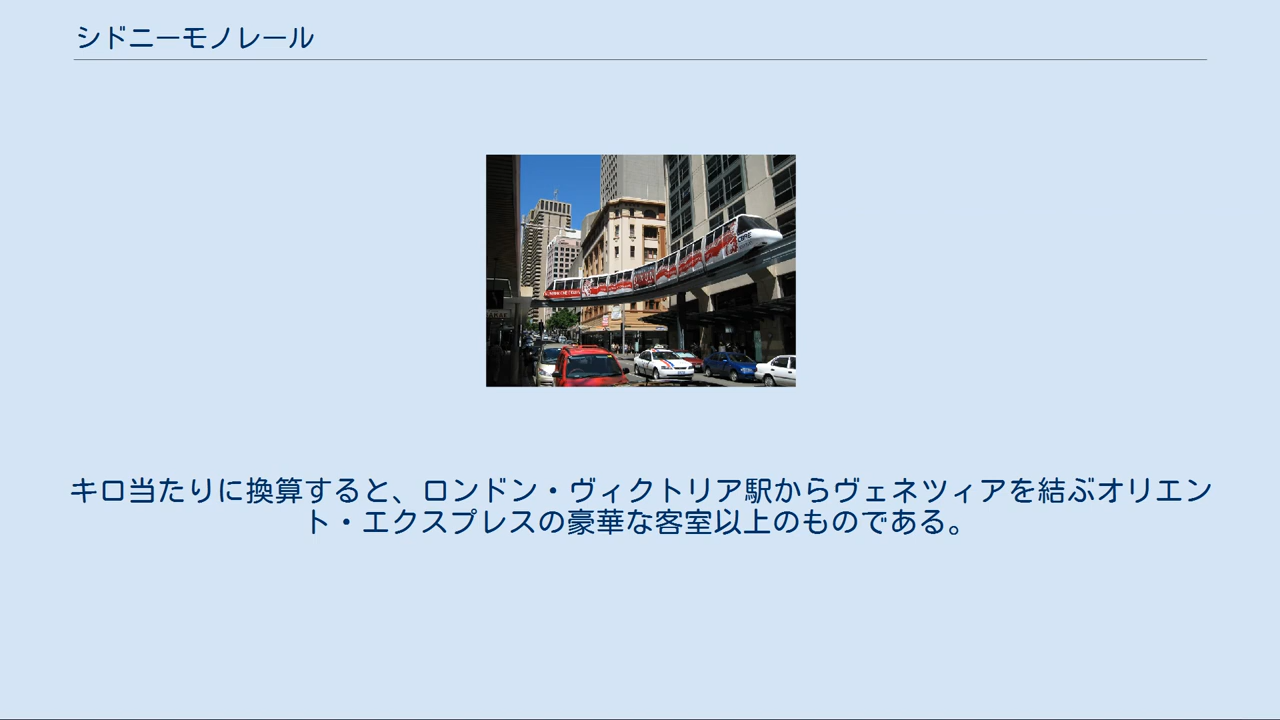 シドニーモノレール
キロ当たりに換算すると、ロンドン・ヴィクトリア駅からヴェネツィアを結ぶオリエン
ト・エクスプレスの豪華な客室以上のものである。